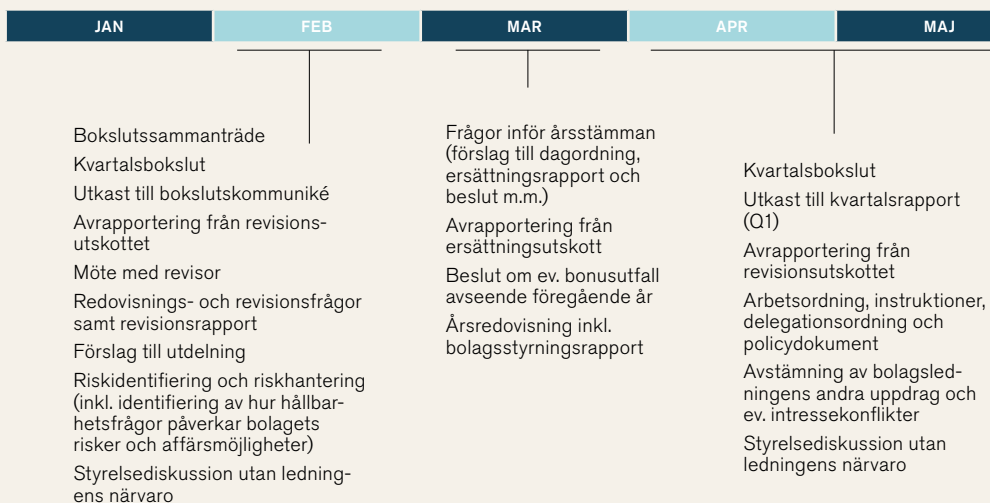 JAN
FEB
MAR
APR
MAJ
Bokslutssammanträde
Kvartalsbokslut
Utkast till bokslutskommuniké
Avrapportering från revisions-
utskottet
Möte med revisor
Redovisnings- och revisionsfrågor
samt revisionsrapport
Förslag till utdelning
Riskidentifiering och riskhantering
(inkl. identifiering av hur hållbar-
hetsfrågor påverkar bolagets
risker och affärsmöjligheter)
Styrelsediskussion utan ledning-
ens närvaro
Frågor inför årsstämman
(förslag till dagordning,
ersättningsrapport och
beslut m.m.)
Avrapportering från
ersättningsutskott
Beslut om ev. bonusutfall
avseende föregående år
Årsredovisning inkl.
bolagsstyrningsrapport
Kvartalsbokslut
Utkast till kvartalsrapport
(Q1)
Avrapportering från
revisionsutskottet
Arbetsordning, instruktioner,
delegationsordning och
policydokument
Avstämning av bolagsled-
ningens andra uppdrag och
ev. intressekonflikter
Styrelsediskussion utan
ledningens närvaro